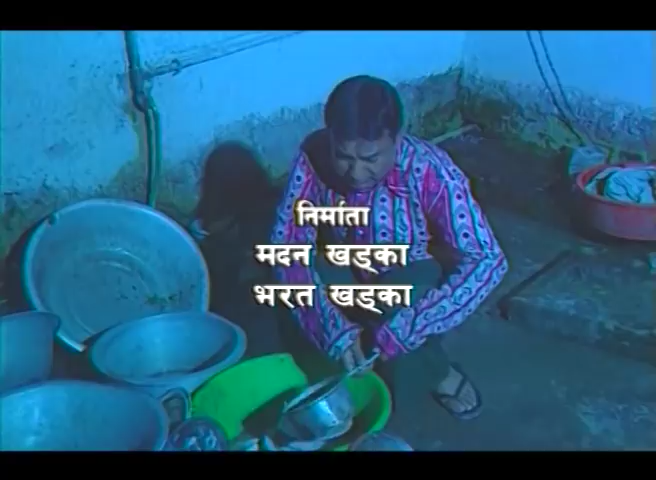 निर्माता
मदन खड्का
भरत खड्का